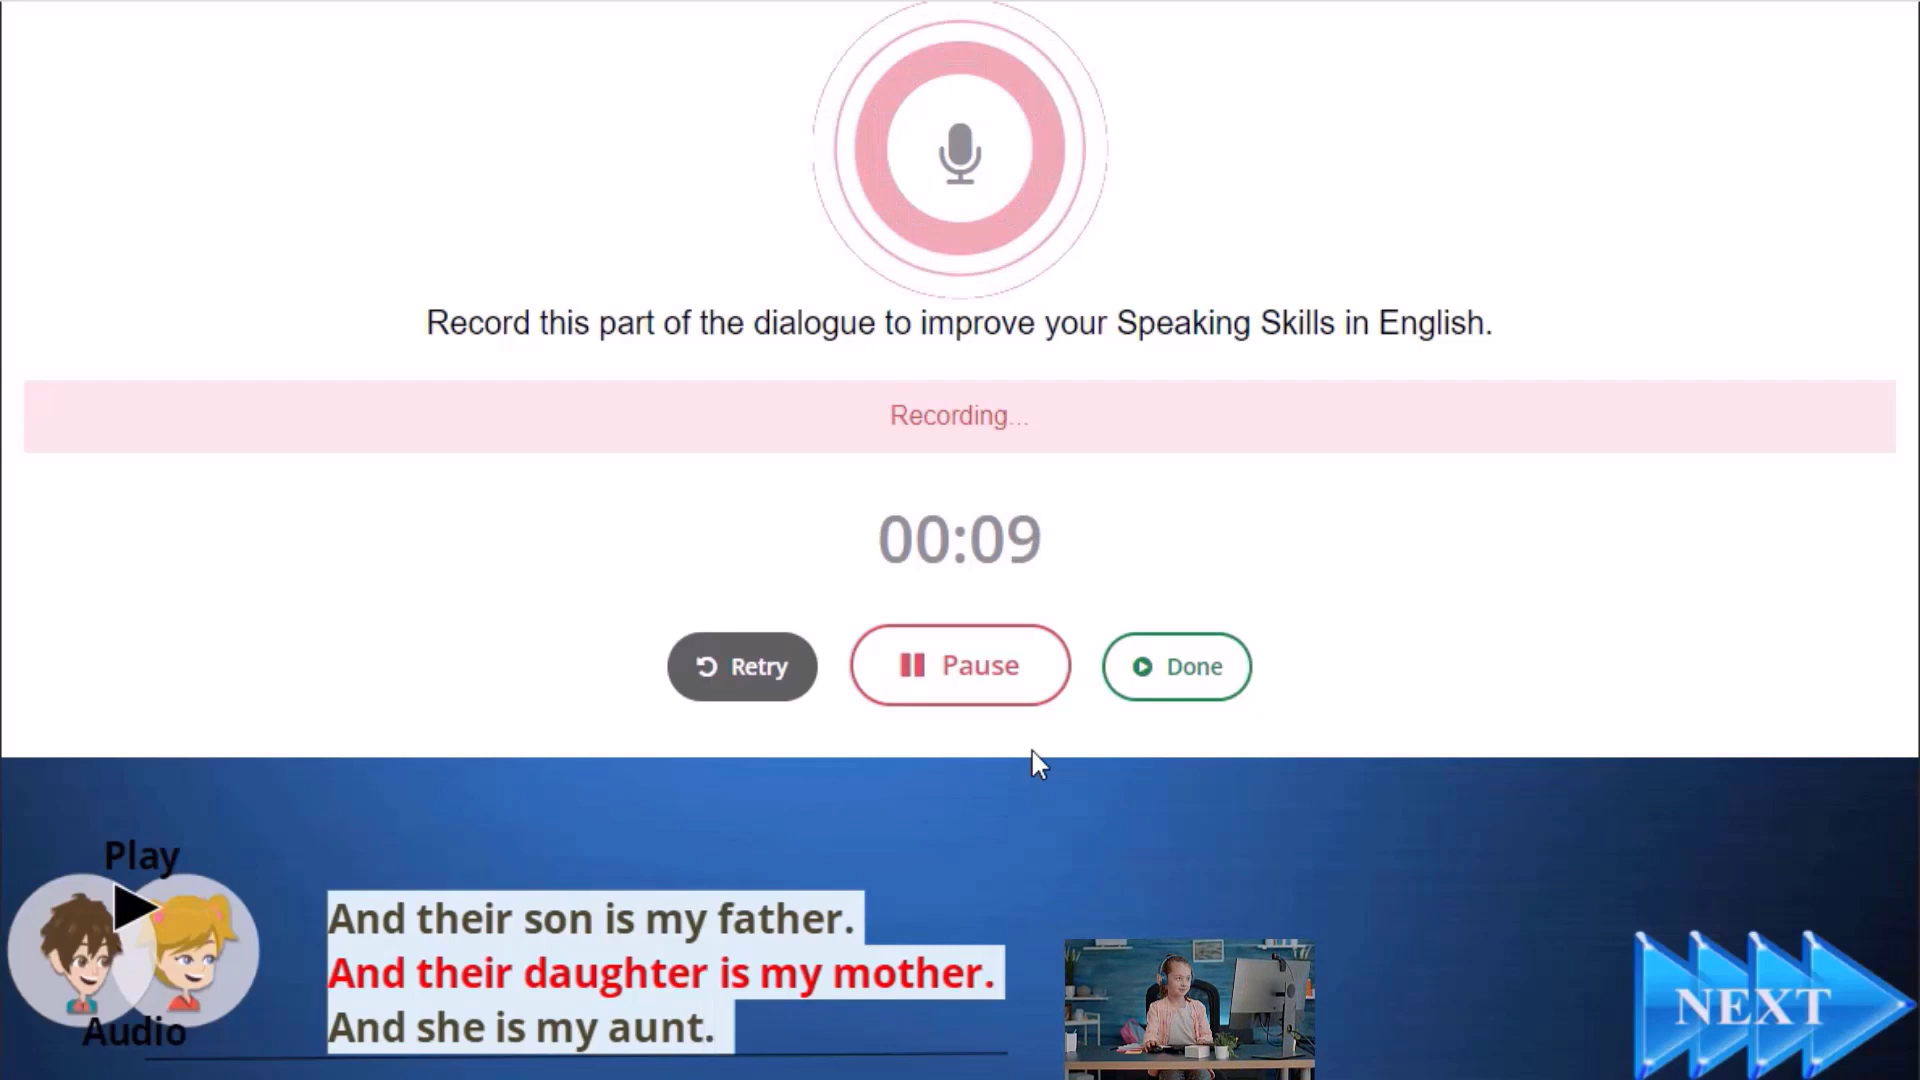 Record this part of the dialogue to improve your Speaking Skills in English.
Recording...
00:09
Retry
Pause
Done
Play
Audio
And their son is my father.
And their daughter is my mother.
And she is my aunt.
NEXT